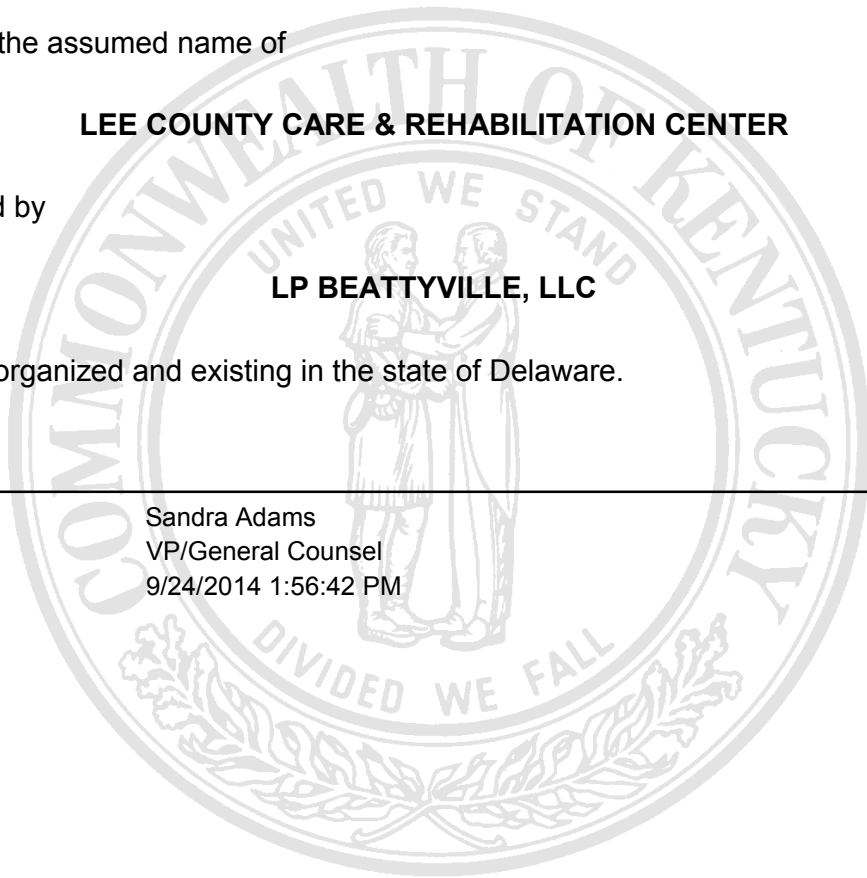 the assumed name of
LEE COUNTY CARE & REHABILITATION CENTER
d by
LP BEATTYVILLE, LLC
organized and existing in the state of Delaware.
Sandra Adams
VP/General Counsel
9/24/2014 1:56:42 PM
COMMONWEALTH OF KENTUCKY
UNITED WE STAND
DIVIDED WE FALL